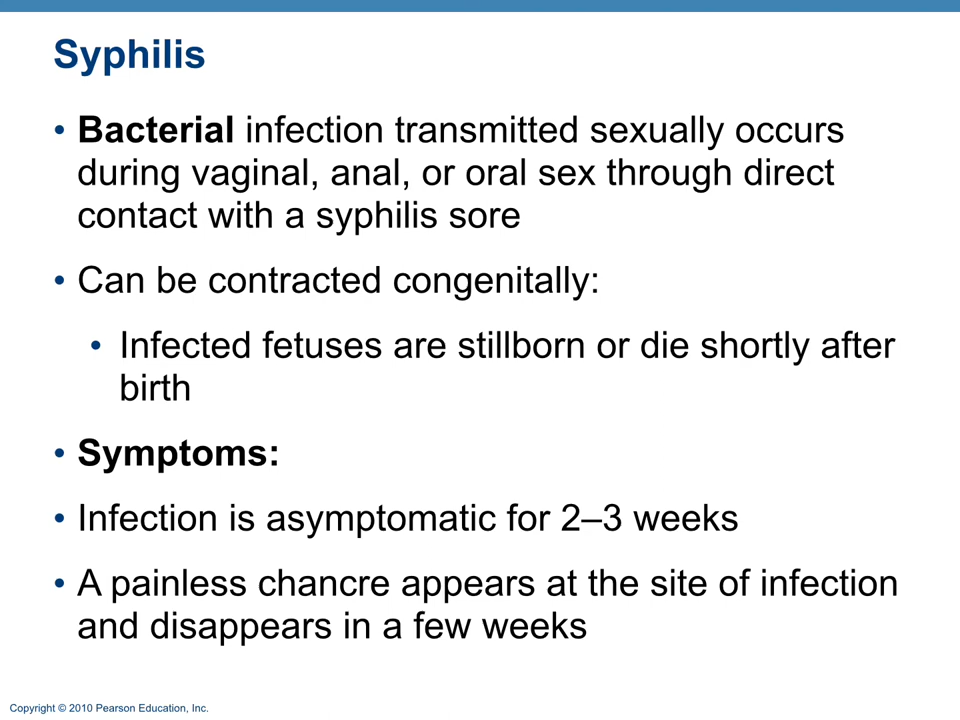 Syphilis
• Bacterial infection transmitted sexually occurs
during vaginal, anal, or oral sex through direct
contact with a syphilis sore
• Can be contracted congenitally:
• Infected fetuses are stillborn or die shortly after
birth
• Symptoms:
• Infection is asymptomatic for 2–3 weeks
• A painless chancre appears at the site of infection
and disappears in a few weeks
Copyright © 2010 Pearson Education, Inc.